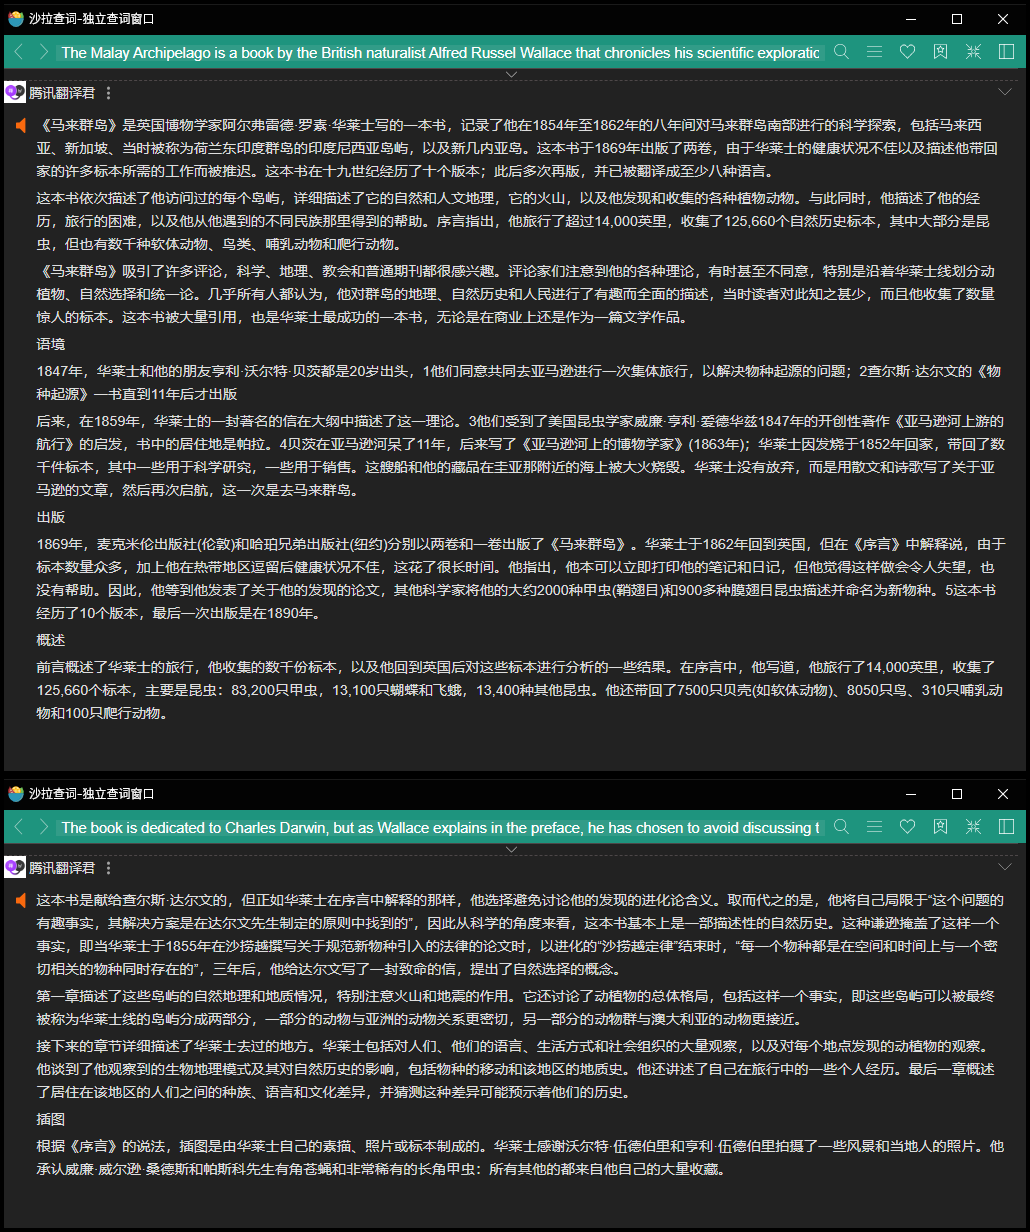 沙拉查词-独立查词窗口
The Malay Archipelago is a book by the British naturalist Alfred Russel Wallace that chronicles his scientific exploratic
腾讯翻译君
《马来群岛》是英国博物学家阿尔弗雷德·罗素·华莱士写的一本书，记录了他在1854年至1862年的八年间对马来群岛南部进行的科学探索，包括马来西
亚、新加坡、当时被称为荷兰东印度群岛的印度尼西亚岛屿，以及新几内亚岛。这本书于1869年出版了两卷，由于华莱士的健康状况不佳以及描述他带回
家的许多标本所需的工作而被推迟。这本书在十九世纪经历了十个版本；此后多次再版，并已被翻译成至少八种语言。
这本书依次描述了他访问过的每个岛屿，详细描述了它的自然和人文地理，它的火山，以及他发现和收集的各种植物动物。与此同时，他描述了他的经
历，旅行的困难，以及他从他遇到的不同民族那里得到的帮助。序言指出，他旅行了超过14,000英里，收集了125,660个自然历史标本，其中大部分是昆
虫，但也有数千种软体动物、鸟类、哺乳动物和爬行动物。
《马来群岛》吸引了许多评论，科学、地理、教会和普通期刊都很感兴趣。评论家们注意到他的各种理论，有时甚至不同意，特别是沿着华莱士线划分动
植物、自然选择和统一论。几乎所有人都认为，他对群岛的地理、自然历史和人民进行了有趣而全面的描述，当时读者对此知之甚少，而且他收集了数量
惊人的标本。这本书被大量引用，也是华莱士最成功的一本书，无论是在商业上还是作为一篇文学作品。
语境
1847年，华莱士和他的朋友亨利·沃尔特·贝茨都是20岁出头，1他们同意共同去亚马逊进行一次集体旅行，以解决物种起源的问题；2查尔斯·达尔文的《物
种起源》一书直到11年后才出版
后来，在1859年，华莱士的一封著名的信在大纲中描述了这一理论。3他们受到了美国昆虫学家威廉·亨利·爱德华兹1847年的开创性著作《亚马逊河上游的
航行》的启发，书中的居住地是帕拉。4贝茨在亚马逊河呆了11年，后来写了《亚马逊河上的博物学家》(1863年)；华莱士因发烧于1852年回家，带回了数
千件标本，其中一些用于科学研究，一些用于销售。这艘船和他的藏品在圭亚那附近的海上被大火烧毁。华莱士没有放弃，而是用散文和诗歌写了关于亚
马逊的文章，然后再次启航，这一次是去马来群岛。
出版
1869年，麦克米伦出版社(伦敦)和哈珀兄弟出版社(纽约)分别以两卷和一卷出版了《马来群岛》。华莱士于1862年回到英国，但在《序言》中解释说，由于
标本数量众多，加上他在热带地区逗留后健康状况不佳，这花了很长时间。他指出，他本可以立即打印他的笔记和日记，但他觉得这样做会令人失望，也
没有帮助。因此，他等到他发表了关于他的发现的论文，其他科学家将他的大约2000种甲虫(鞘翅目)和900多种膜翅目昆虫描述并命名为新物种。5这本书
经历了10个版本，最后一次出版是在1890年。
概述
前言概述了华莱士的旅行，他收集的数千份标本，以及他回到英国后对这些标本进行分析的一些结果。在序言中，他写道，他旅行了14,000英里，收集了
125,660个标本，主要是昆虫：83,200只甲虫，13,100只蝴蝶和飞蛾，13,400种其他昆虫。他还带回了7500只贝壳(如软体动物)、8050只鸟、310只哺乳动
物和100只爬行动物。
沙拉查词-独立查词窗口
The book is dedicated to Charles Darwin, but as Wallace explains in the preface, he has chosen to avoid discussing t
腾讯翻译君
这本书是献给查尔斯·达尔文的，但正如华莱士在序言中解释的那样，他选择避免讨论他的发现的进化论含义。取而代之的是，他将自己局限于“这个问题的
有趣事实，其解决方案是在达尔文先生制定的原则中找到的”，因此从科学的角度来看，这本书基本上是一部描述性的自然历史。这种谦逊掩盖了这样一个
事实，即当华莱士于1855年在沙捞越撰写关于规范新物种引入的法律的论文时，以进化的“沙捞越定律”结束时，“每一个物种都是在空间和时间上与一个密
切相关的物种同时存在的”，三年后，他给达尔文写了一封致命的信，提出了自然选择的概念。
第一章描述了这些岛屿的自然地理和地质情况，特别注意火山和地震的作用。它还讨论了动植物的总体格局，包括这样一个事实，即这些岛屿可以被最终
被称为华莱士线的岛屿分成两部分，一部分的动物与亚洲的动物关系更密切，另一部分的动物群与澳大利亚的动物更接近。
接下来的章节详细描述了华莱士去过的地方。华莱士包括对人们、他们的语言、生活方式和社会组织的大量观察，以及对每个地点发现的动植物的观察。
他谈到了他观察到的生物地理模式及其对自然历史的影响，包括物种的移动和该地区的地质史。他还讲述了自己在旅行中的一些个人经历。最后一章概述
了居住在该地区的人们之间的种族、语言和文化差异，并猜测这种差异可能预示着他们的历史。
插图
根据《序言》的说法，插图是由华莱士自己的素描、照片或标本制成的。华莱士感谢沃尔特·伍德伯里和亨利·伍德伯里拍摄了一些风景和当地人的照片。他
承认威廉·威尔逊·桑德斯和帕斯科先生有角苍蝇和非常稀有的长角甲虫：所有其他的都来自他自己的大量收藏。